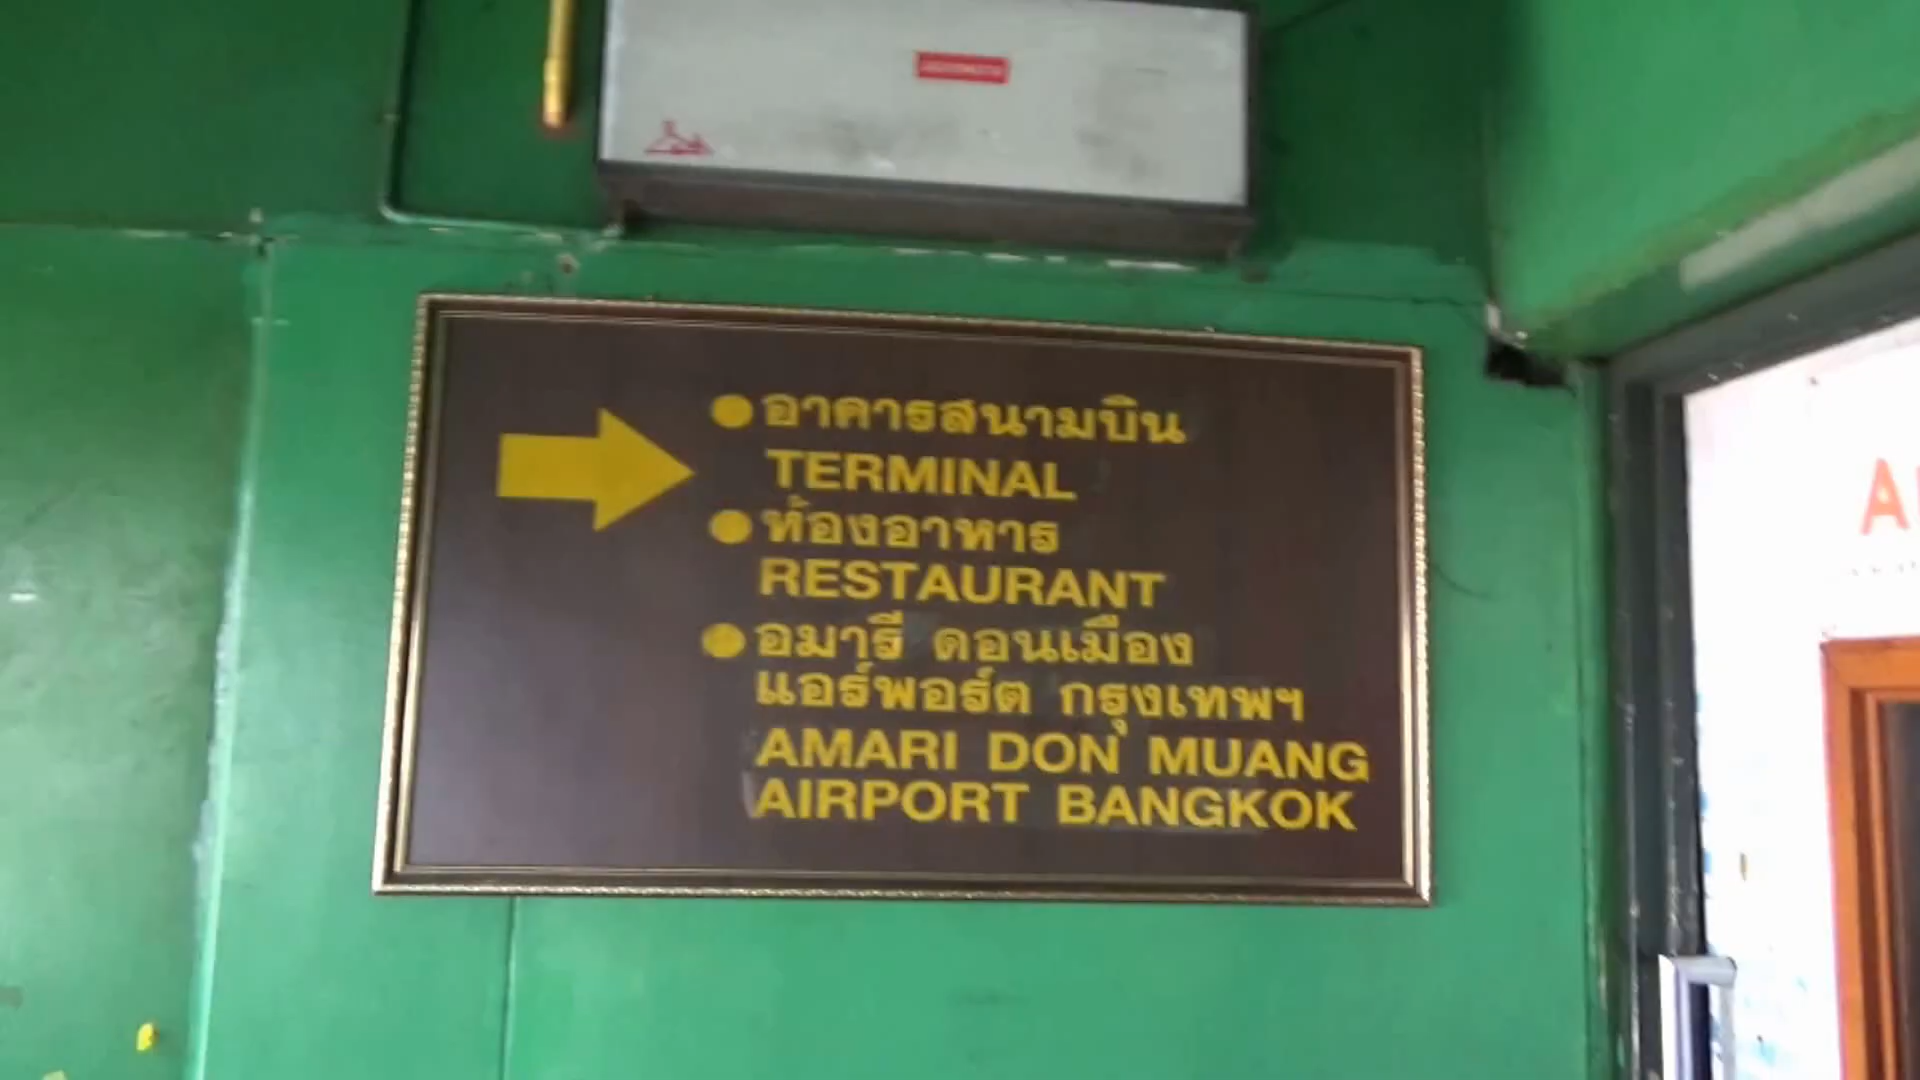 อาคารสนามบิน
TERMINAL
ท้องอาหาร
RESTAURANT
อมารี ดอนเมือง
แอร์พอร์ต กรุงเทพฯ
AMARI DON MUANG
AIRPORT BANGKOK